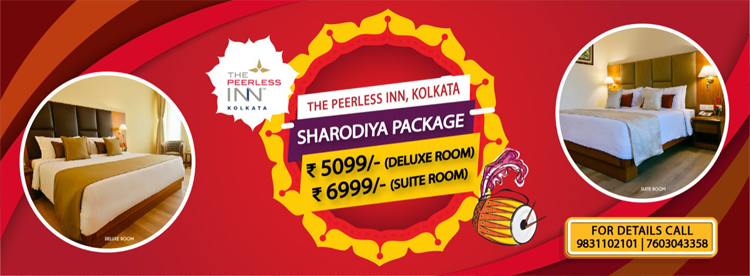 THE
PEERLESS
INN
KOLKATA
THE PEERLESS INN, KOLKATA
SHARODIYA PACKAGE
₹ 5099/- (DELUXE ROOM)
₹ 6999/- (SUITE ROOM)
DELUXE ROOM
SUITE ROOM
FOR DETAILS CALL
9831102101 | 7603043358